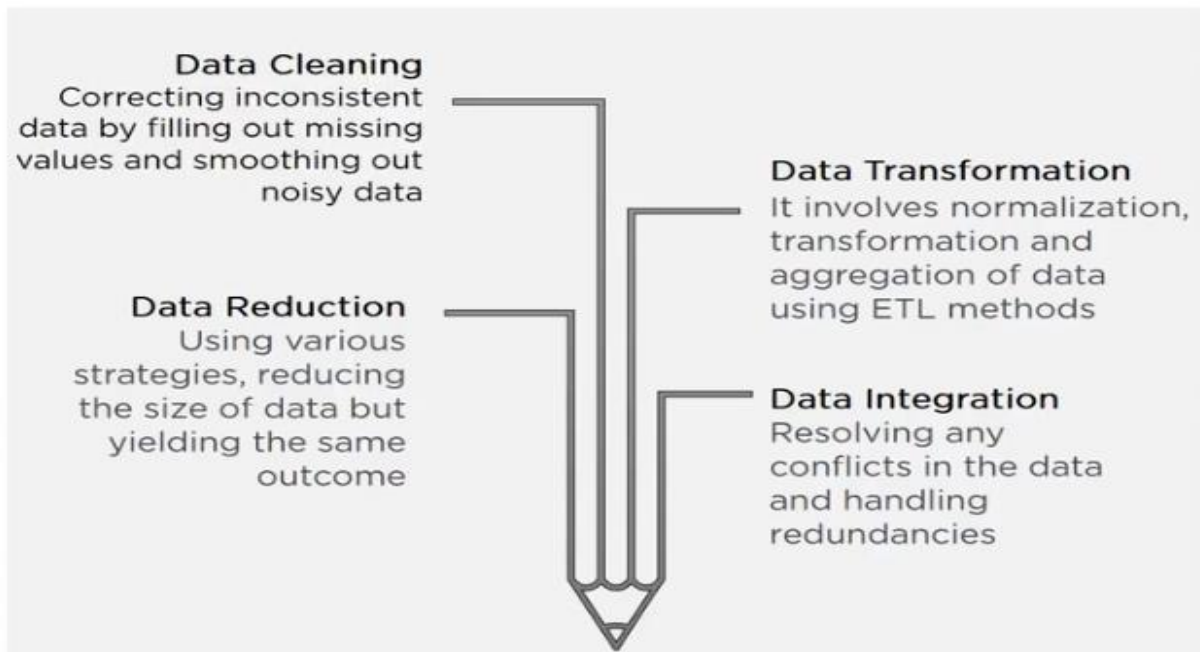 Data Cleaning
Correcting inconsistent
data by filling out missing
values and smoothing out
noisy data
Data Transformation
It involves normalization,
transformation and
aggregation of data
using ETL methods
Data Reduction
Using various
strategies, reducing
the size of data but
yielding the same
outcome
Data Integration
Resolving any
conflicts in the data
and handling
redundancies